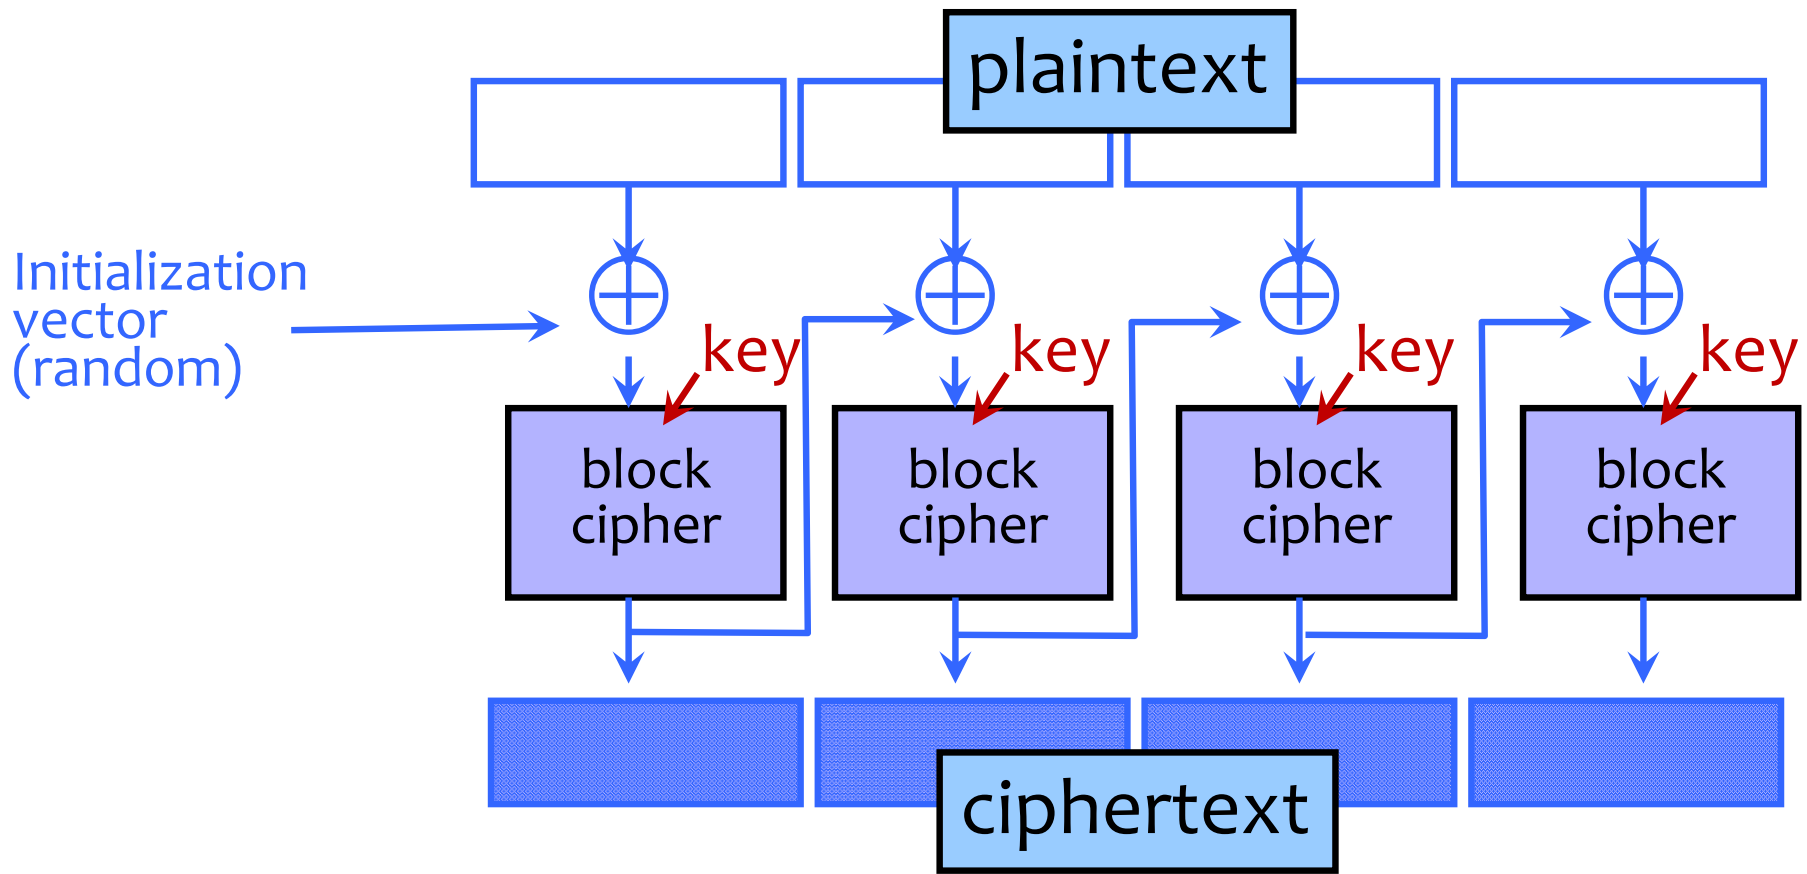 plaintext
Initialization
vector
(random)
key
key
key
key
block
cipher
block
cipher
block
cipher
block
cipher
ciphertext